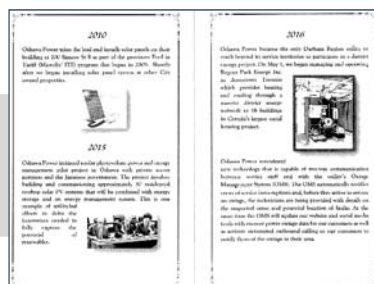 2010
Oshawa Power takes the lead and installs solar panels on their
building at 100 Simcoe St S as part of the province's Feed in
Tariff (MicroFit) FIT) program that began in 2009. Shortly
after we began installing solar panel system at other City
owned properties.
2015
Oshawa Power initiated a solar photovoltaic power and energy
management pilot project in Oshawa with private sector
partners and the Japanese government. The project involves
building and commissioning approximately 30 residential
rooftop solar PV systems that will be combined with energy
storage and an energy management system. This is one
example of
efforts to drive the
innovation needed to
fully capture the
potential of
renewables.
2016
Oshawa Power became the only Durham Region utility to
reach beyond its service territories to participate in a district
energy project. On May 1, we began managing and operating
Regent Park Energy Inc.
in downtown Toronto
which provides heating
and cooling through a
district energy
network to 18 buildings
in Canada's largest social
housing project.
Oshawa Power introduced
new technology that is capable of two-way communication
between service staff and with the utility's Outage
Management System (OMS). The OMS automatically notifies
crews of service interruptions and, before they arrive to restore
an outage, the technicians are being provided with details on
the suspected cause and potential location of faults. At the
same time the OMS will update our website and social media
feeds with current power outage data for our customers as well
as activate automated outbound calling to our customers to
notify them of the outage in their area.